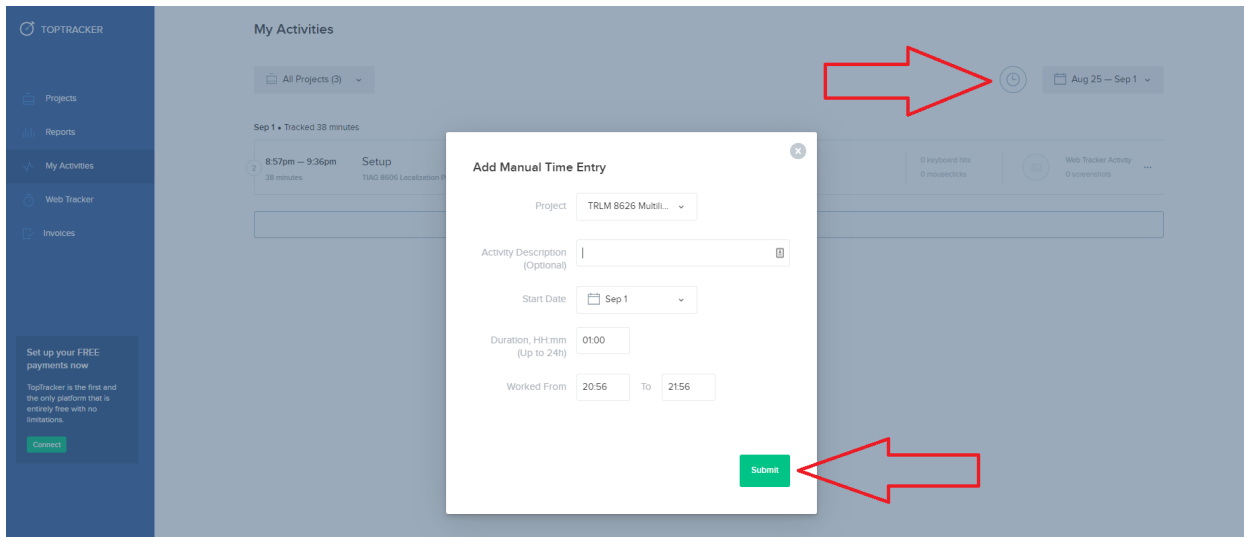 TOPTRACKER
Projects
Reports
My Activities
Web Tracker
Invoices
Set up your FREE
payments now
TopTracker is the first and
the only platform that is
entirely free with no
limitations.
Connect
My Activities
All Projects (3)
Aug 25 — Sep 1
Sep 1 • Tracked 38 minutes
2
8:57pm — 9:36pm
Setup
38 minutes
TIAG 8606 Localization P
0 keyboard hits
0 mouseclicks
Web Tracker Activity
0 screenshots
Add Manual Time Entry
Project
TRLM 8626 Multili...
Activity Description
(Optional)
Start Date
Sep 1
Duration, HH:mm
(Up to 24h)
01:00
Worked From
20:56
To
21:56
Submit